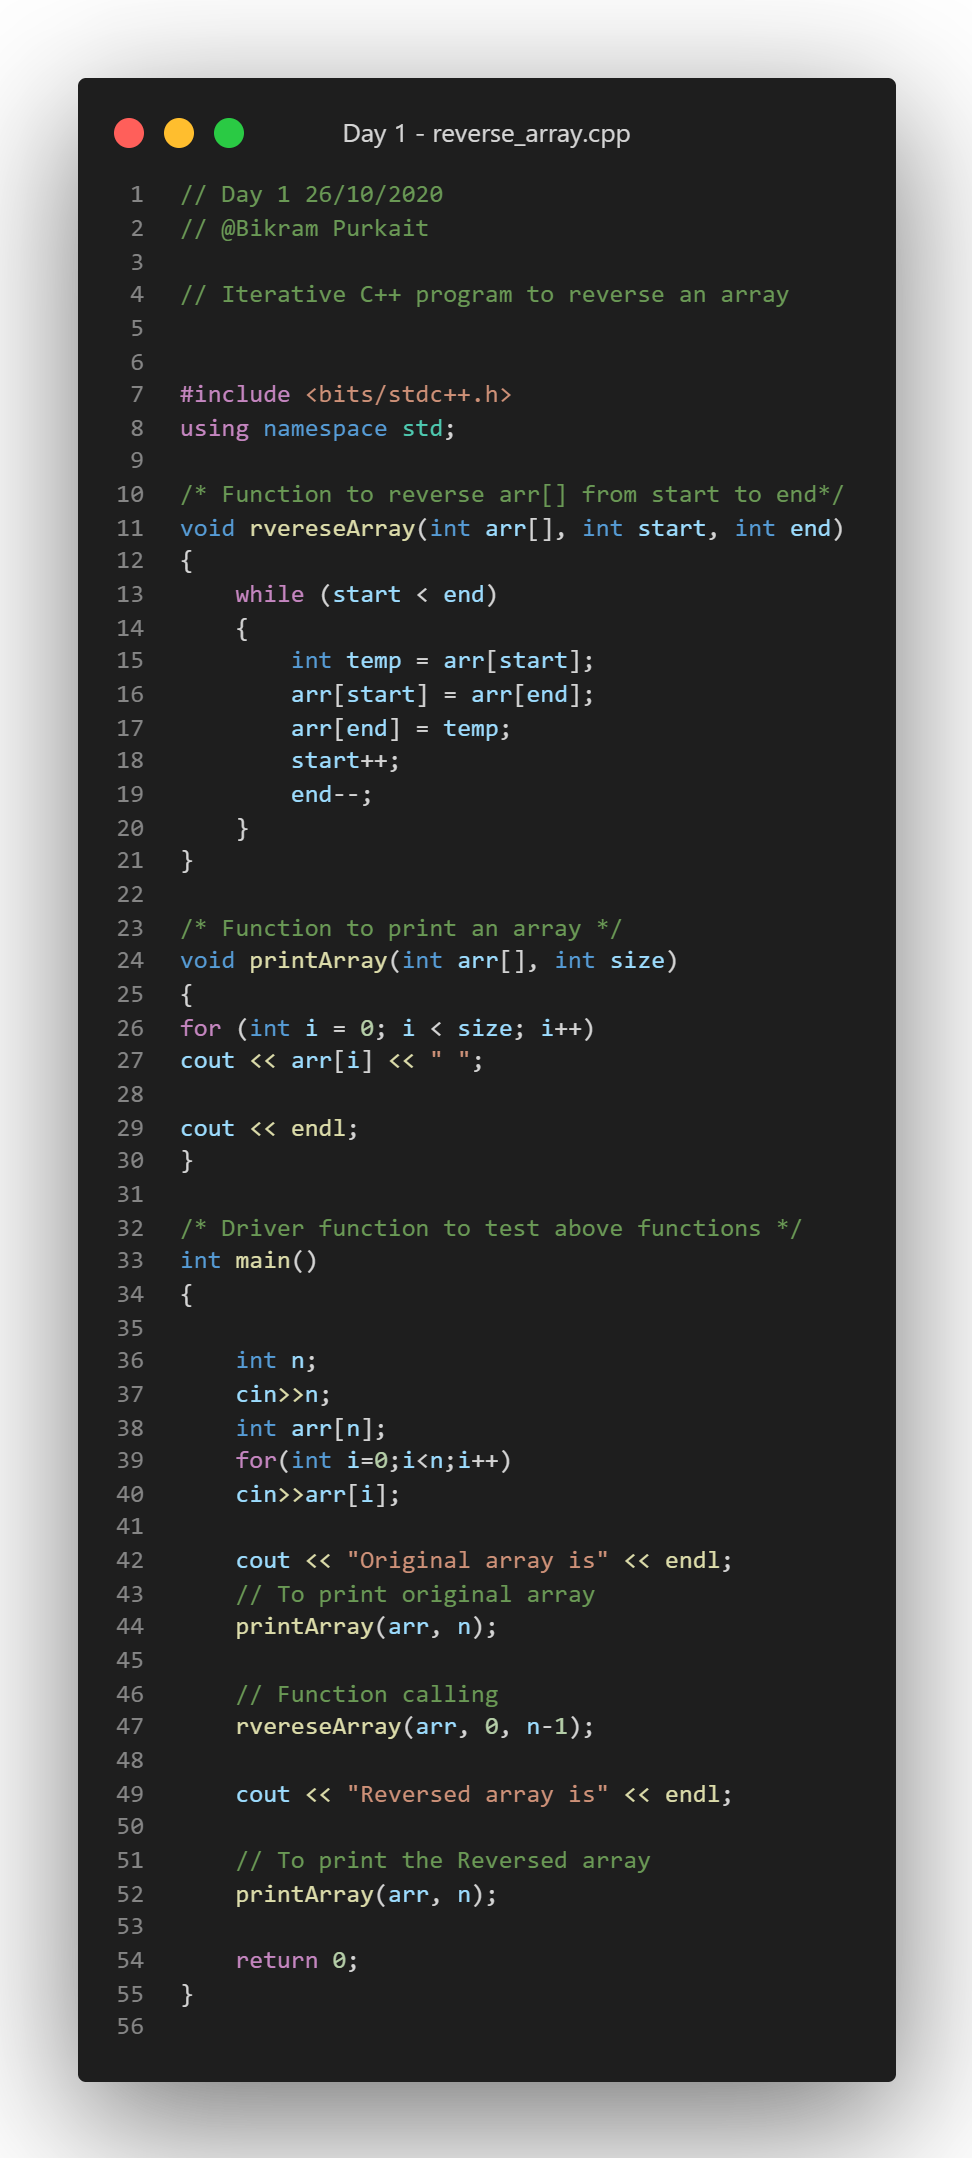 Day 1 - reverse_array.cpp
1 // Day 1 26/10/2020
2 // @Bikram Purkait
3
4 // Iterative C++ program to reverse an array
5
6
7 #include <bits/stdc++.h>
8 using namespace std;
9
10 /* Function to reverse arr[] from start to end*/
11 void rvereseArray(int arr[], int start, int end)
12 {
13     while (start < end)
14     {
15         int temp = arr[start];
16         arr[start] = arr[end];
17         arr[end] = temp;
18         start++;
19         end--;
20     }
21 }
22
23 /* Function to print an array */
24 void printArray(int arr[], int size)
25 {
26 for (int i = 0; i < size; i++)
27 cout << arr[i] << " ";
28
29 cout << endl;
30 }
31
32 /* Driver function to test above functions */
33 int main()
34 {
35
36     int n;
37     cin>>n;
38     int arr[n];
39     for(int i=0;i<n;i++)
40     cin>>arr[i];
41
42     cout << "Original array is" << endl;
43     // To print original array
44     printArray(arr, n);
45
46     // Function calling
47     rvereseArray(arr, 0, n-1);
48
49     cout << "Reversed array is" << endl;
50
51     // To print the Reversed array
52     printArray(arr, n);
53
54     return 0;
55 }
56